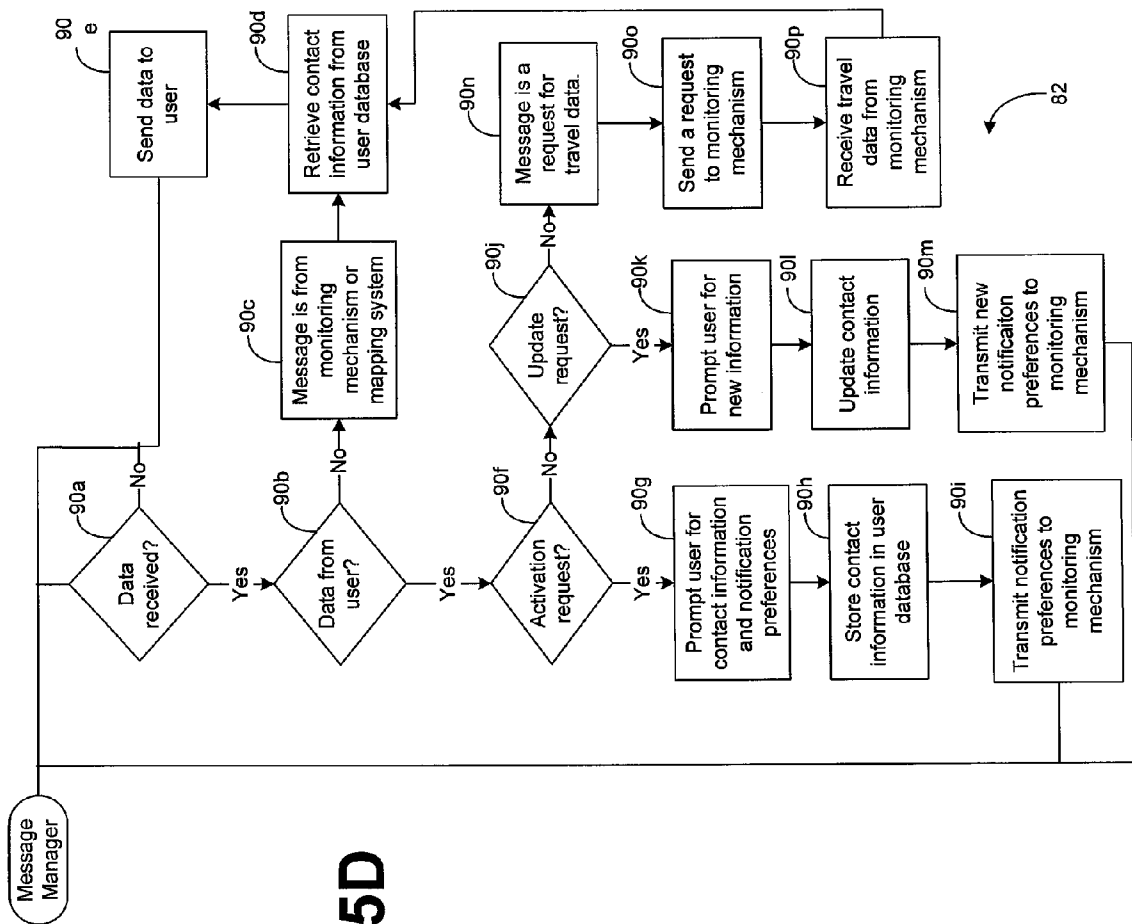 Message
Manager
5D
Data
received?
90a
Yes
No
Data from
user?
90b
Yes
No
Message is from
monitoring
mechanism or
mapping system
90c
Retrieve contact
information from
user database
90d
Send data to
user
90
e
Activation
request?
90f
Yes
No
Prompt user for
contact information
and notification
preferences
90g
Store contact
information in user
database
90h
Transmit notification
preferences to
monitoring
mechanism
90i
Update
request?
90j
Yes
No
Prompt user for
new information
90k
Update contact
information
90l
Transmit new
notificaiton
preferences to
monitoring
mechanism
90m
Message is a
request for
travel data.
90n
Send a request
to monitoring
mechanism
90o
Receive travel
data from
monitoring
mechanism
90p
82